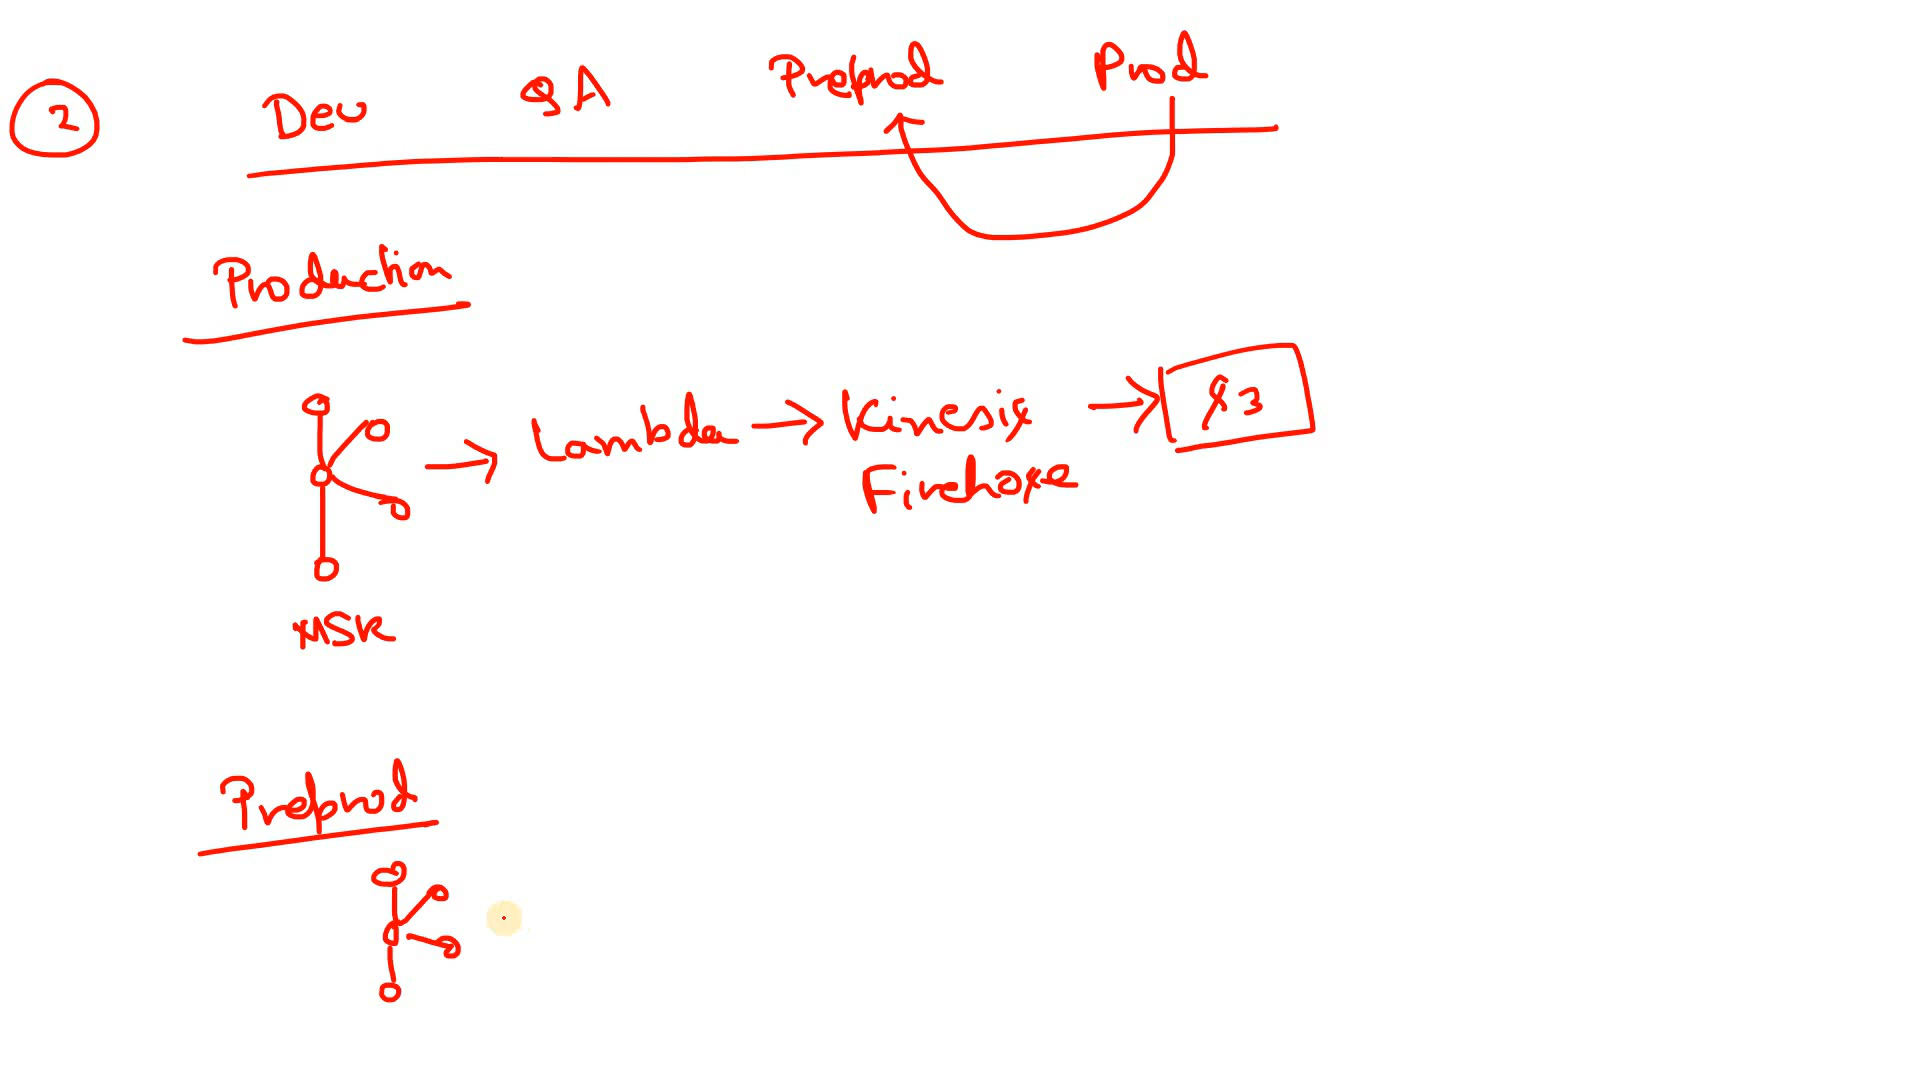 2
Dev QA Preprod Prod
Production
Lambda Kinesis S3
Firehose
MSK
Preprod